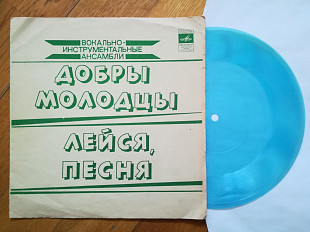 ВОКАЛЬНО-
ИНСТРУМЕНТАЛЬНЫЕ
АНСАМБЛИ
ДОБРЫ
МОЛОДЦЫ
ЛЕЙСЯ,
ПЕСНЯ